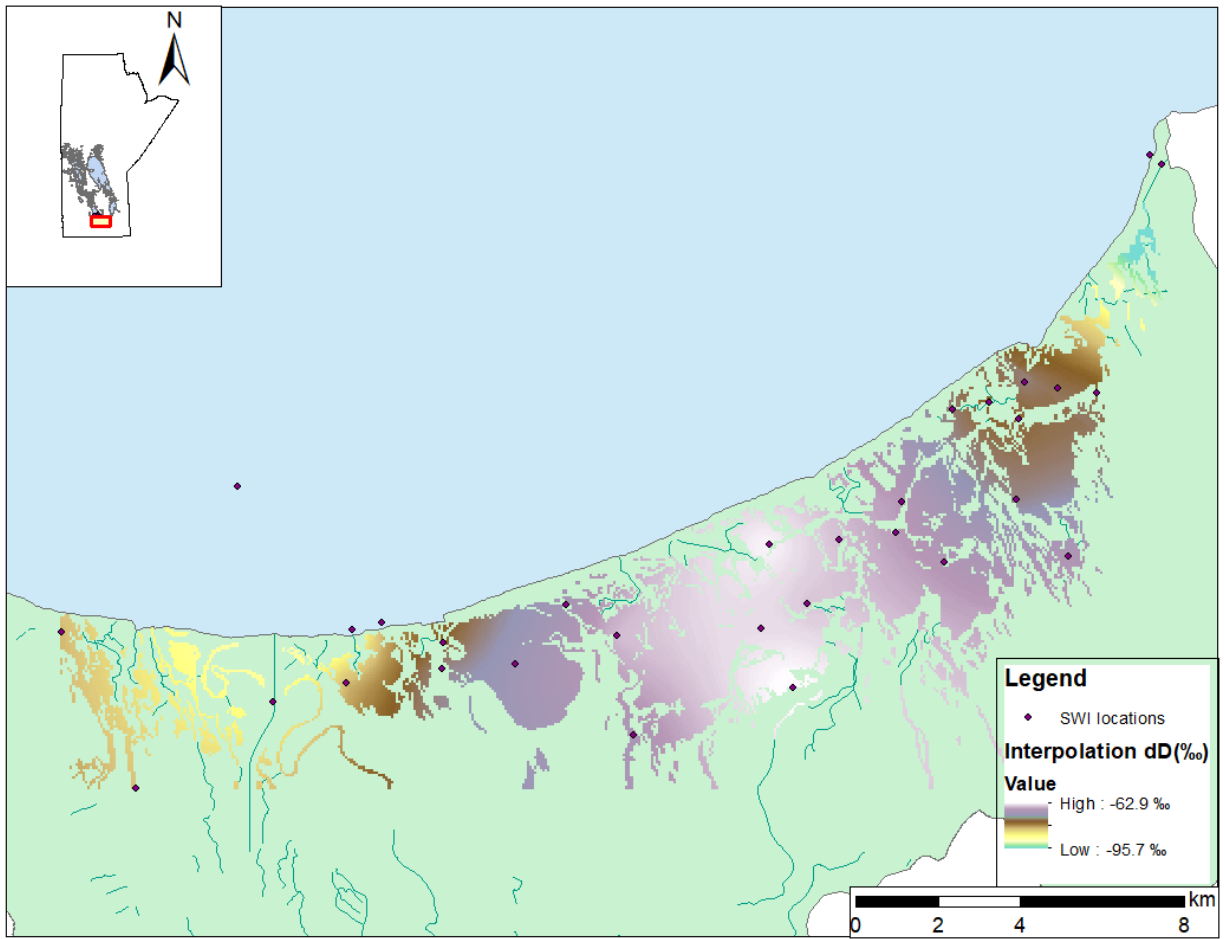 N
Legend
SWI locations
Interpolation dD(‰)
Value
High : -62.9 ‰
Low : -95.7 ‰
km
0 2 4 8